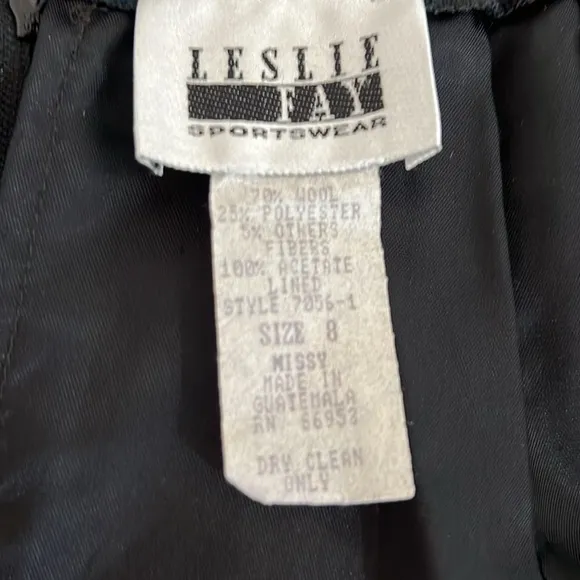 LESLIE
FAY
SPORTSWEAR
70% WOOL
25% POLYESTER
5% OTHERS
FIBERS
100% ACETATE
LINED
STYLE 7056-1
SIZE 8
MISSY
MADE IN
GUATEMALA
RN 66952
DRY CLEAN
ONLY